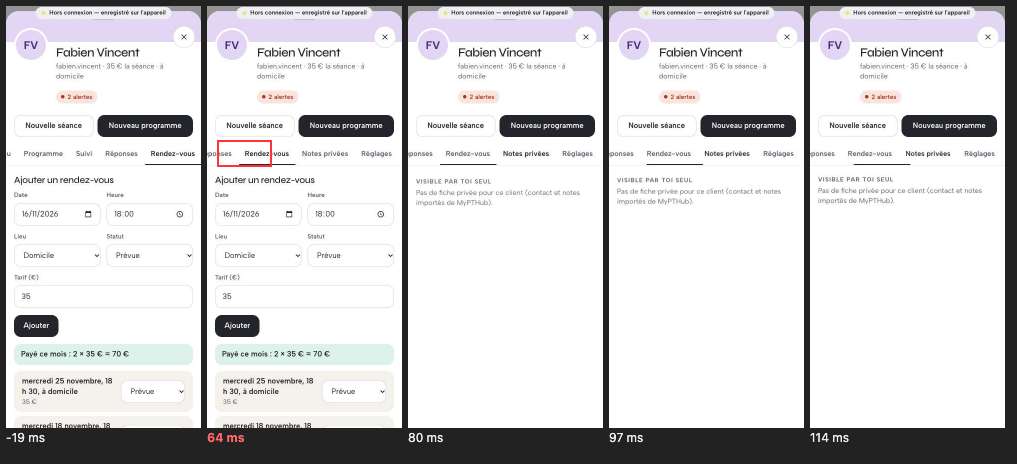 Hors connexion — enregistré sur l'appareil
FV
Fabien Vincent
fabien.vincent · 35 € la séance · à
domicile
2 alertes
Nouvelle séance
Nouveau programme
u Programme Suivi Réponses Rendez-vous
Ajouter un rendez-vous
Date Heure
16/11/2026 18:00
Lieu Statut
Domicile Prévue
Tarif (€)
35
Ajouter
Payé ce mois : 2 × 35 € = 70 €
mercredi 25 novembre, 18
h 30, à domicile
35 €
Prévue
mercredi 18 novembre, 18
-19 ms
Hors connexion — enregistré sur l'appareil
FV
Fabien Vincent
fabien.vincent · 35 € la séance · à
domicile
2 alertes
Nouvelle séance
Nouveau programme
ponses Rendez-vous Notes privées Réglages
Ajouter un rendez-vous
Date Heure
16/11/2026 18:00
Lieu Statut
Domicile Prévue
Tarif (€)
35
Ajouter
Payé ce mois : 2 × 35 € = 70 €
mercredi 25 novembre, 18
h 30, à domicile
35 €
Prévue
mercredi 18 novembre, 18
64 ms
Hors connexion — enregistré sur l'appareil
FV
Fabien Vincent
fabien.vincent · 35 € la séance · à
domicile
2 alertes
Nouvelle séance
Nouveau programme
ponses Rendez-vous Notes privées Réglages
VISIBLE PAR TOI SEUL
Pas de fiche privée pour ce client (contact et notes
importés de MyPTHub).
80 ms
Hors connexion — enregistré sur l'appareil
FV
Fabien Vincent
fabien.vincent · 35 € la séance · à
domicile
2 alertes
Nouvelle séance
Nouveau programme
ponses Rendez-vous Notes privées Réglages
VISIBLE PAR TOI SEUL
Pas de fiche privée pour ce client (contact et notes
importés de MyPTHub).
97 ms
Hors connexion — enregistré sur l'appareil
FV
Fabien Vincent
fabien.vincent · 35 € la séance · à
domicile
2 alertes
Nouvelle séance
Nouveau programme
ponses Rendez-vous Notes privées Réglages
VISIBLE PAR TOI SEUL
Pas de fiche privée pour ce client (contact et notes
importés de MyPTHub).
114 ms